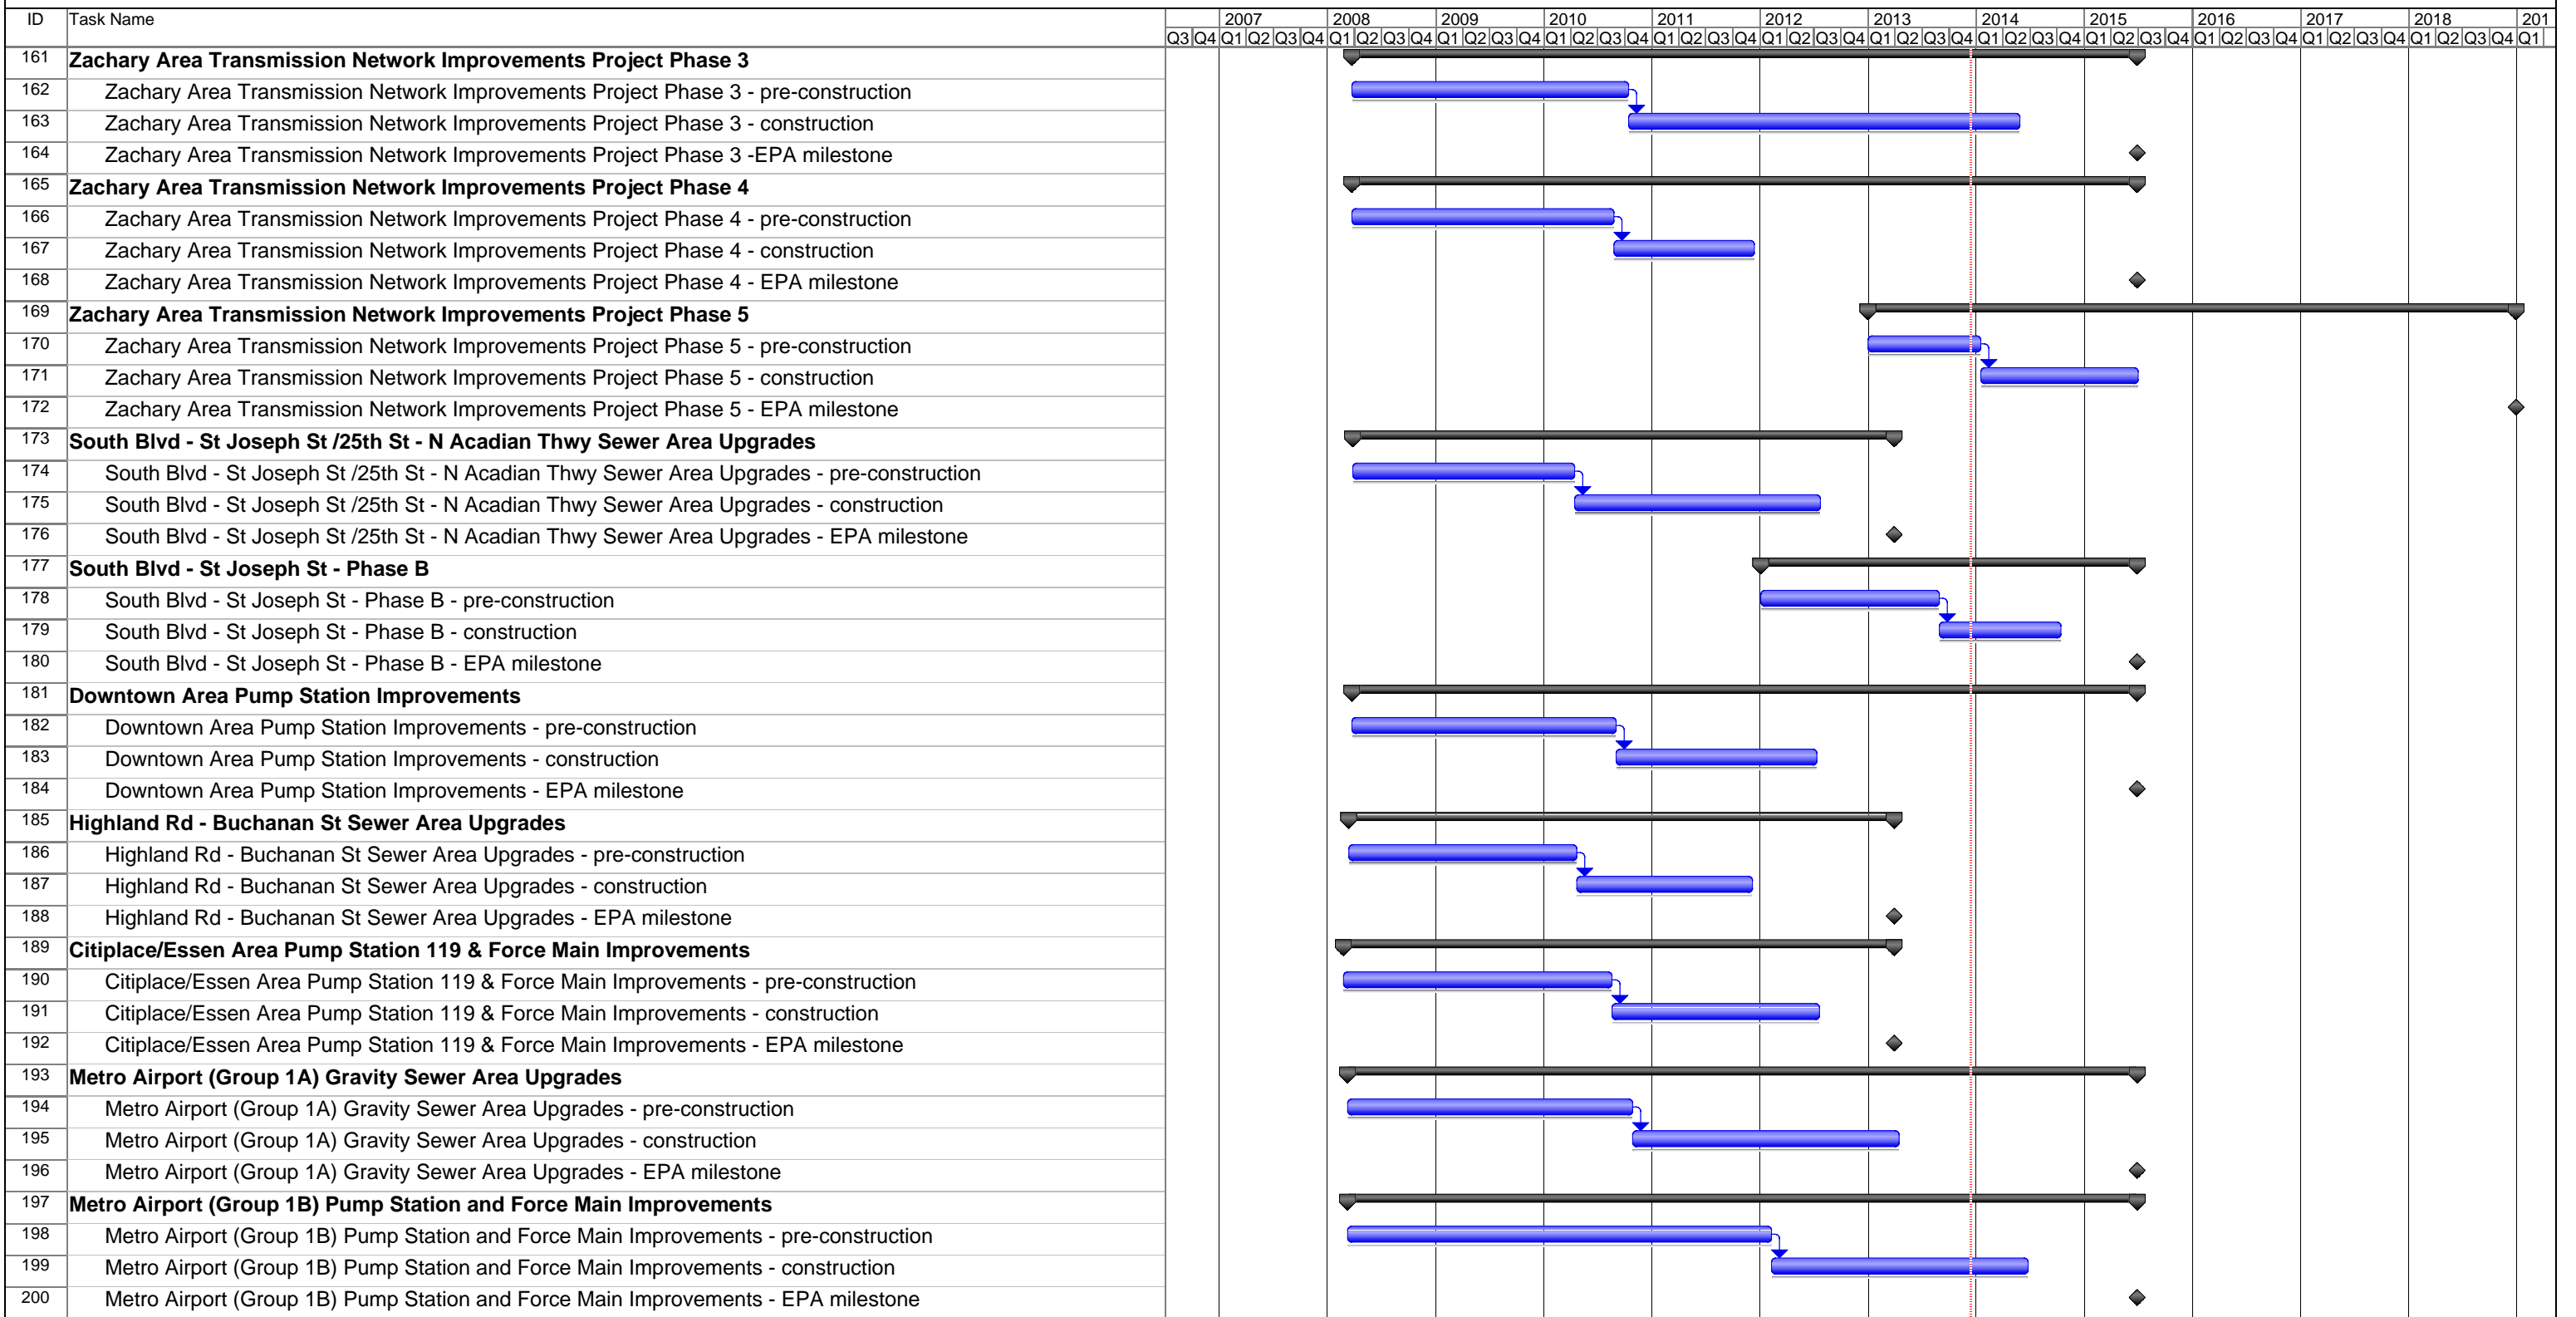 ID Task Name 2007 2008 2009 2010 2011 2012 2013 2014 2015 2016 2017 2018 201
Q3 Q4 Q1 Q2 Q3 Q4 Q1 Q2 Q3 Q4 Q1 Q2 Q3 Q4 Q1 Q2 Q3 Q4 Q1 Q2 Q3 Q4 Q1 Q2 Q3 Q4 Q1 Q2 Q3 Q4 Q1 Q2 Q3 Q4 Q1 Q2 Q3 Q4 Q1 Q2 Q3 Q4 Q1 Q2 Q3 Q4 Q1 Q2 Q3 Q4 Q1
161 Zachary Area Transmission Network Improvements Project Phase 3
162 Zachary Area Transmission Network Improvements Project Phase 3 - pre-construction
163 Zachary Area Transmission Network Improvements Project Phase 3 - construction
164 Zachary Area Transmission Network Improvements Project Phase 3 -EPA milestone
165 Zachary Area Transmission Network Improvements Project Phase 4
166 Zachary Area Transmission Network Improvements Project Phase 4 - pre-construction
167 Zachary Area Transmission Network Improvements Project Phase 4 - construction
168 Zachary Area Transmission Network Improvements Project Phase 4 - EPA milestone
169 Zachary Area Transmission Network Improvements Project Phase 5
170 Zachary Area Transmission Network Improvements Project Phase 5 - pre-construction
171 Zachary Area Transmission Network Improvements Project Phase 5 - construction
172 Zachary Area Transmission Network Improvements Project Phase 5 - EPA milestone
173 South Blvd - St Joseph St /25th St - N Acadian Thwy Sewer Area Upgrades
174 South Blvd - St Joseph St /25th St - N Acadian Thwy Sewer Area Upgrades - pre-construction
175 South Blvd - St Joseph St /25th St - N Acadian Thwy Sewer Area Upgrades - construction
176 South Blvd - St Joseph St /25th St - N Acadian Thwy Sewer Area Upgrades - EPA milestone
177 South Blvd - St Joseph St - Phase B
178 South Blvd - St Joseph St - Phase B - pre-construction
179 South Blvd - St Joseph St - Phase B - construction
180 South Blvd - St Joseph St - Phase B - EPA milestone
181 Downtown Area Pump Station Improvements
182 Downtown Area Pump Station Improvements - pre-construction
183 Downtown Area Pump Station Improvements - construction
184 Downtown Area Pump Station Improvements - EPA milestone
185 Highland Rd - Buchanan St Sewer Area Upgrades
186 Highland Rd - Buchanan St Sewer Area Upgrades - pre-construction
187 Highland Rd - Buchanan St Sewer Area Upgrades - construction
188 Highland Rd - Buchanan St Sewer Area Upgrades - EPA milestone
189 Citiplace/Essen Area Pump Station 119 & Force Main Improvements
190 Citiplace/Essen Area Pump Station 119 & Force Main Improvements - pre-construction
191 Citiplace/Essen Area Pump Station 119 & Force Main Improvements - construction
192 Citiplace/Essen Area Pump Station 119 & Force Main Improvements - EPA milestone
193 Metro Airport (Group 1A) Gravity Sewer Area Upgrades
194 Metro Airport (Group 1A) Gravity Sewer Area Upgrades - pre-construction
195 Metro Airport (Group 1A) Gravity Sewer Area Upgrades - construction
196 Metro Airport (Group 1A) Gravity Sewer Area Upgrades - EPA milestone
197 Metro Airport (Group 1B) Pump Station and Force Main Improvements
198 Metro Airport (Group 1B) Pump Station and Force Main Improvements - pre-construction
199 Metro Airport (Group 1B) Pump Station and Force Main Improvements - construction
200 Metro Airport (Group 1B) Pump Station and Force Main Improvements - EPA milestone